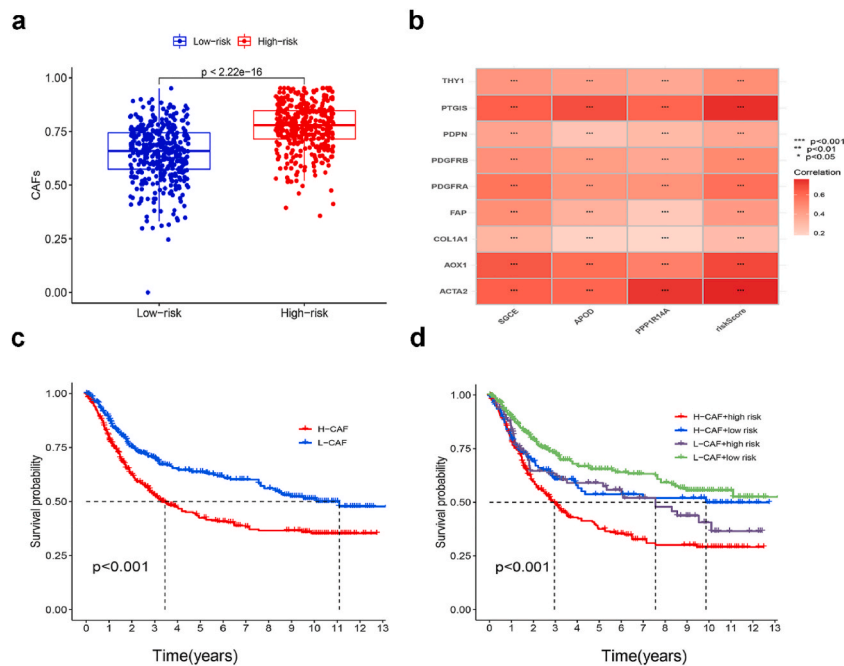 a
Low−risk High−risk
p < 2.22e−16
1.00
0.75
0.50
0.25
0.00
CAFs
Low−risk High−risk
b
THY1 *** *** *** ***
PTGIS *** *** *** ***
PDPN *** *** *** ***
PDGFRB *** *** *** ***
PDGFRA *** *** *** ***
FAP *** *** *** ***
COL1A1 *** *** *** ***
AOX1 *** *** *** ***
ACTA2 *** *** *** ***
SGCE APOD PPP1R14A riskScore
*** p<0.001
** p<0.01
* p<0.05
Correlation
0.6
0.4
0.2
c
H−CAF
L−CAF
1.00
0.75
0.50
0.25
0.00
Survival probability
p<0.001
0 1 2 3 4 5 6 7 8 9 10 11 12 13
Time(years)
d
H−CAF+high risk
H−CAF+low risk
L−CAF+high risk
L−CAF+low risk
1.00
0.75
0.50
0.25
0.00
Survival probability
p<0.001
0 1 2 3 4 5 6 7 8 9 10 11 12 13
Time(years)